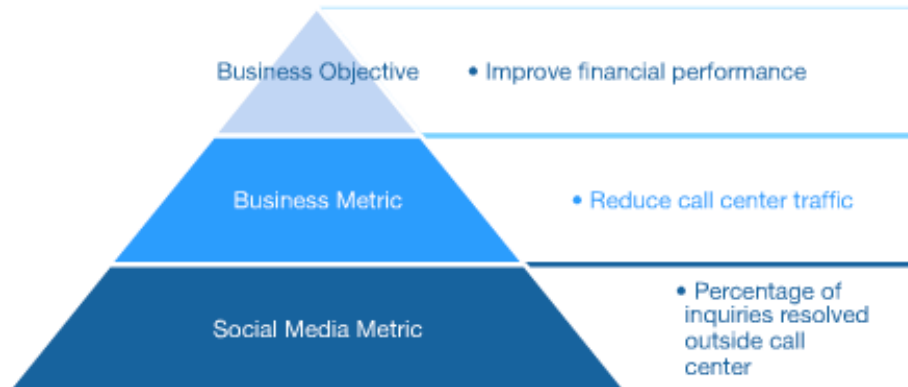 Business Objective
• Improve financial performance
Business Metric
• Reduce call center traffic
Social Media Metric
• Percentage of
inquiries resolved
outside call
center